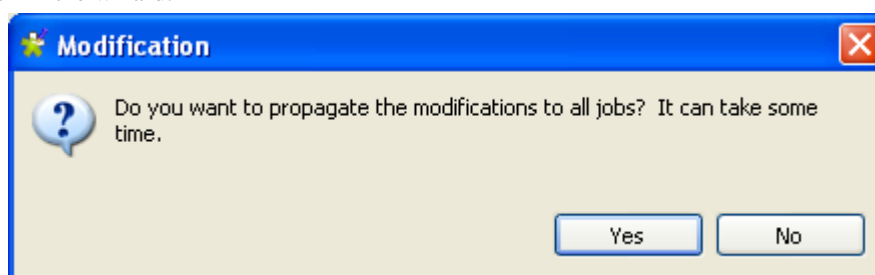 Modification
Do you want to propagate the modifications to all jobs?  It can take some
time.
Yes
No